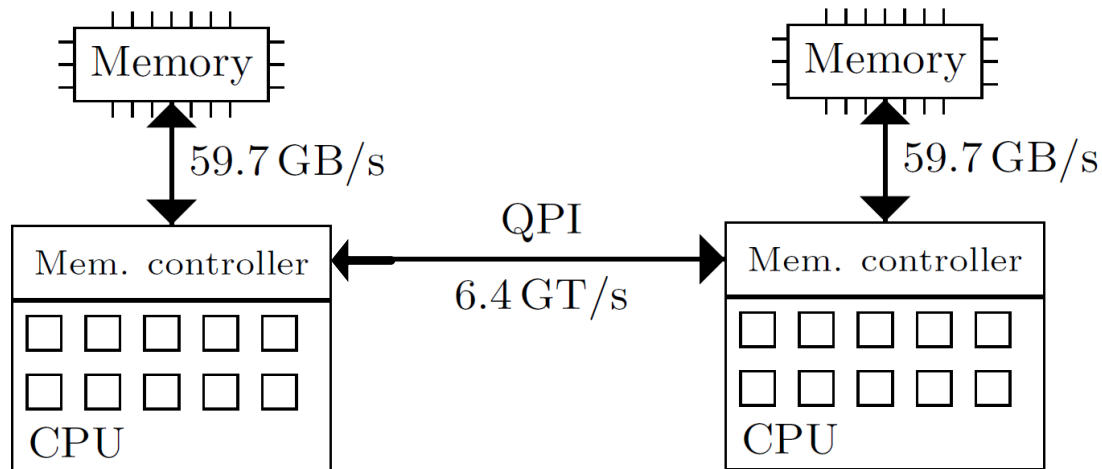 Memory
Memory
59.7 GB/s
59.7 GB/s
QPI
Mem. controller
Mem. controller
6.4 GT/s
CPU
CPU